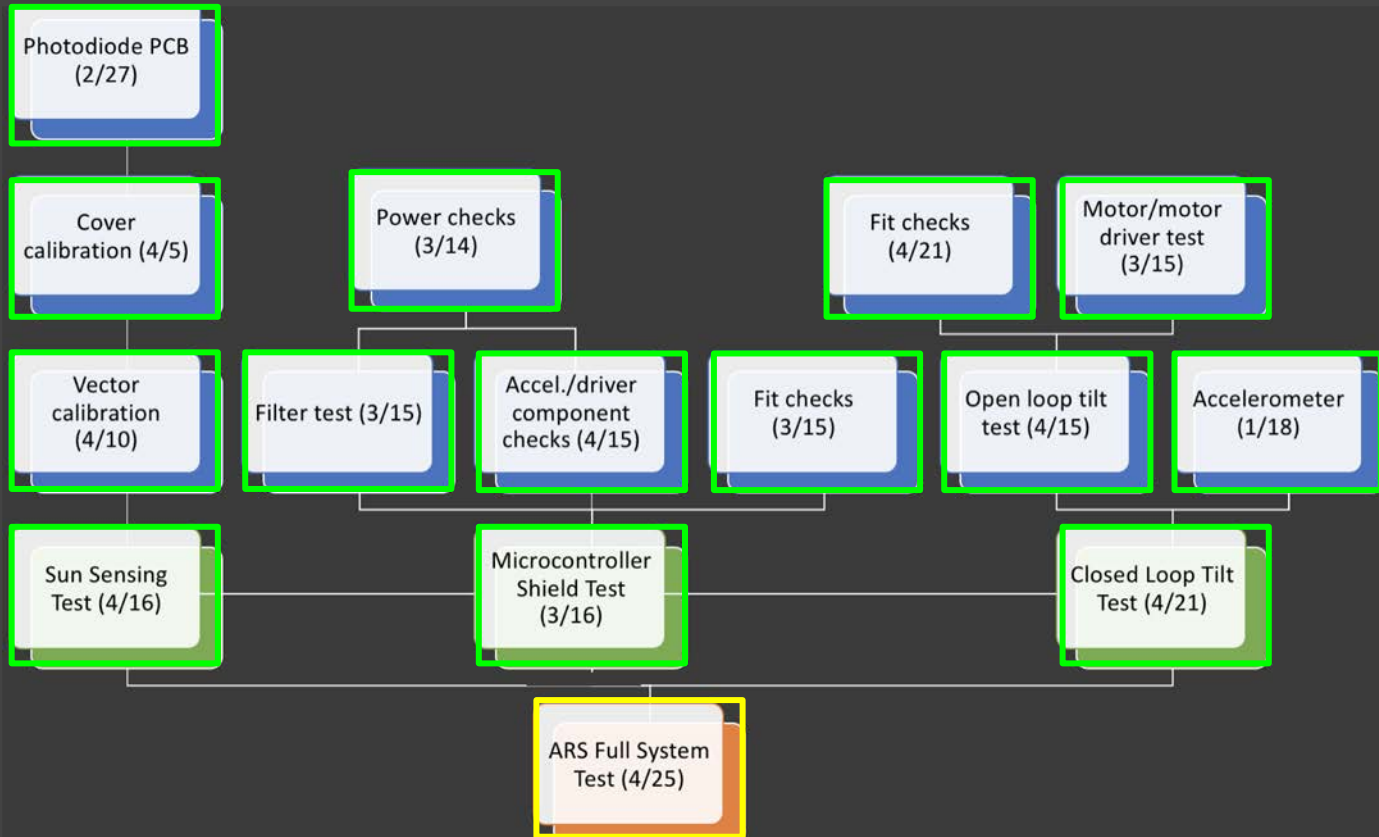 Photodiode PCB
(2/27)
Cover
calibration (4/5)
Power checks
(3/14)
Fit checks
(4/21)
Motor/motor
driver test
(3/15)
Vector
calibration
(4/10)
Filter test (3/15)
Accel./driver
component
checks (4/15)
Fit checks
(3/15)
Open loop tilt
test (4/15)
Accelerometer
(1/18)
Sun Sensing
Test (4/16)
Microcontroller
Shield Test
(3/16)
Closed Loop Tilt
Test (4/21)
ARS Full System
Test (4/25)